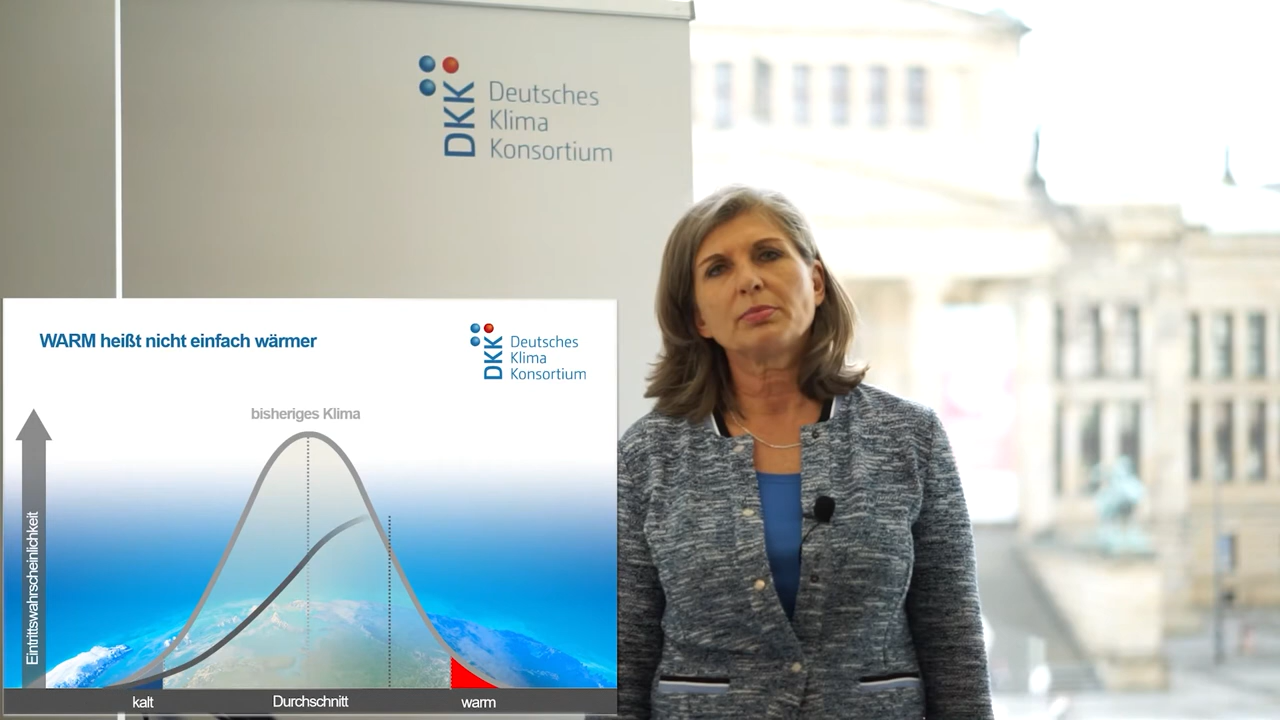 DKK
Deutsches
Klima
Konsortium
WARM heißt nicht einfach wärmer
DKK
Deutsches
Klima
Konsortium
bisheriges Klima
Eintrittswahrscheinlichkeit
kalt
Durchschnitt
warm